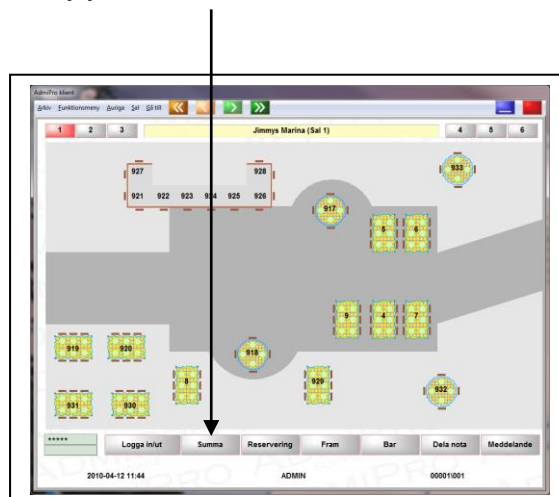 AdmiPro klient
Arkiv Funktionsmeny Övriga Sal Gå till
1 2 3 Jimmys Marina (Sal 1) 4 5 6
933
927 928
921 922 923 924 925 926
917
5 6
9 4 7
919 920
918
8 929 932
931 930
*****
Logga in/ut Summa Reservering Fram Bar Dela nota Meddelande
2010-04-12 11:44 ADMIN 00001\001